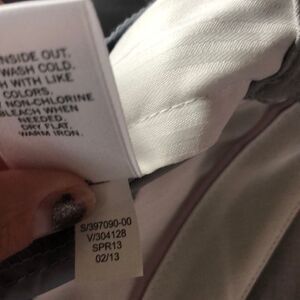 INSIDE OUT.
WASH COLD.
WITH LIKE
COLORS.
NON-CHLORINE
BLEACH WHEN
NEEDED.
DRY FLAT.
WARM IRON.
S/397090-00
V/304128
SPR13
02/13